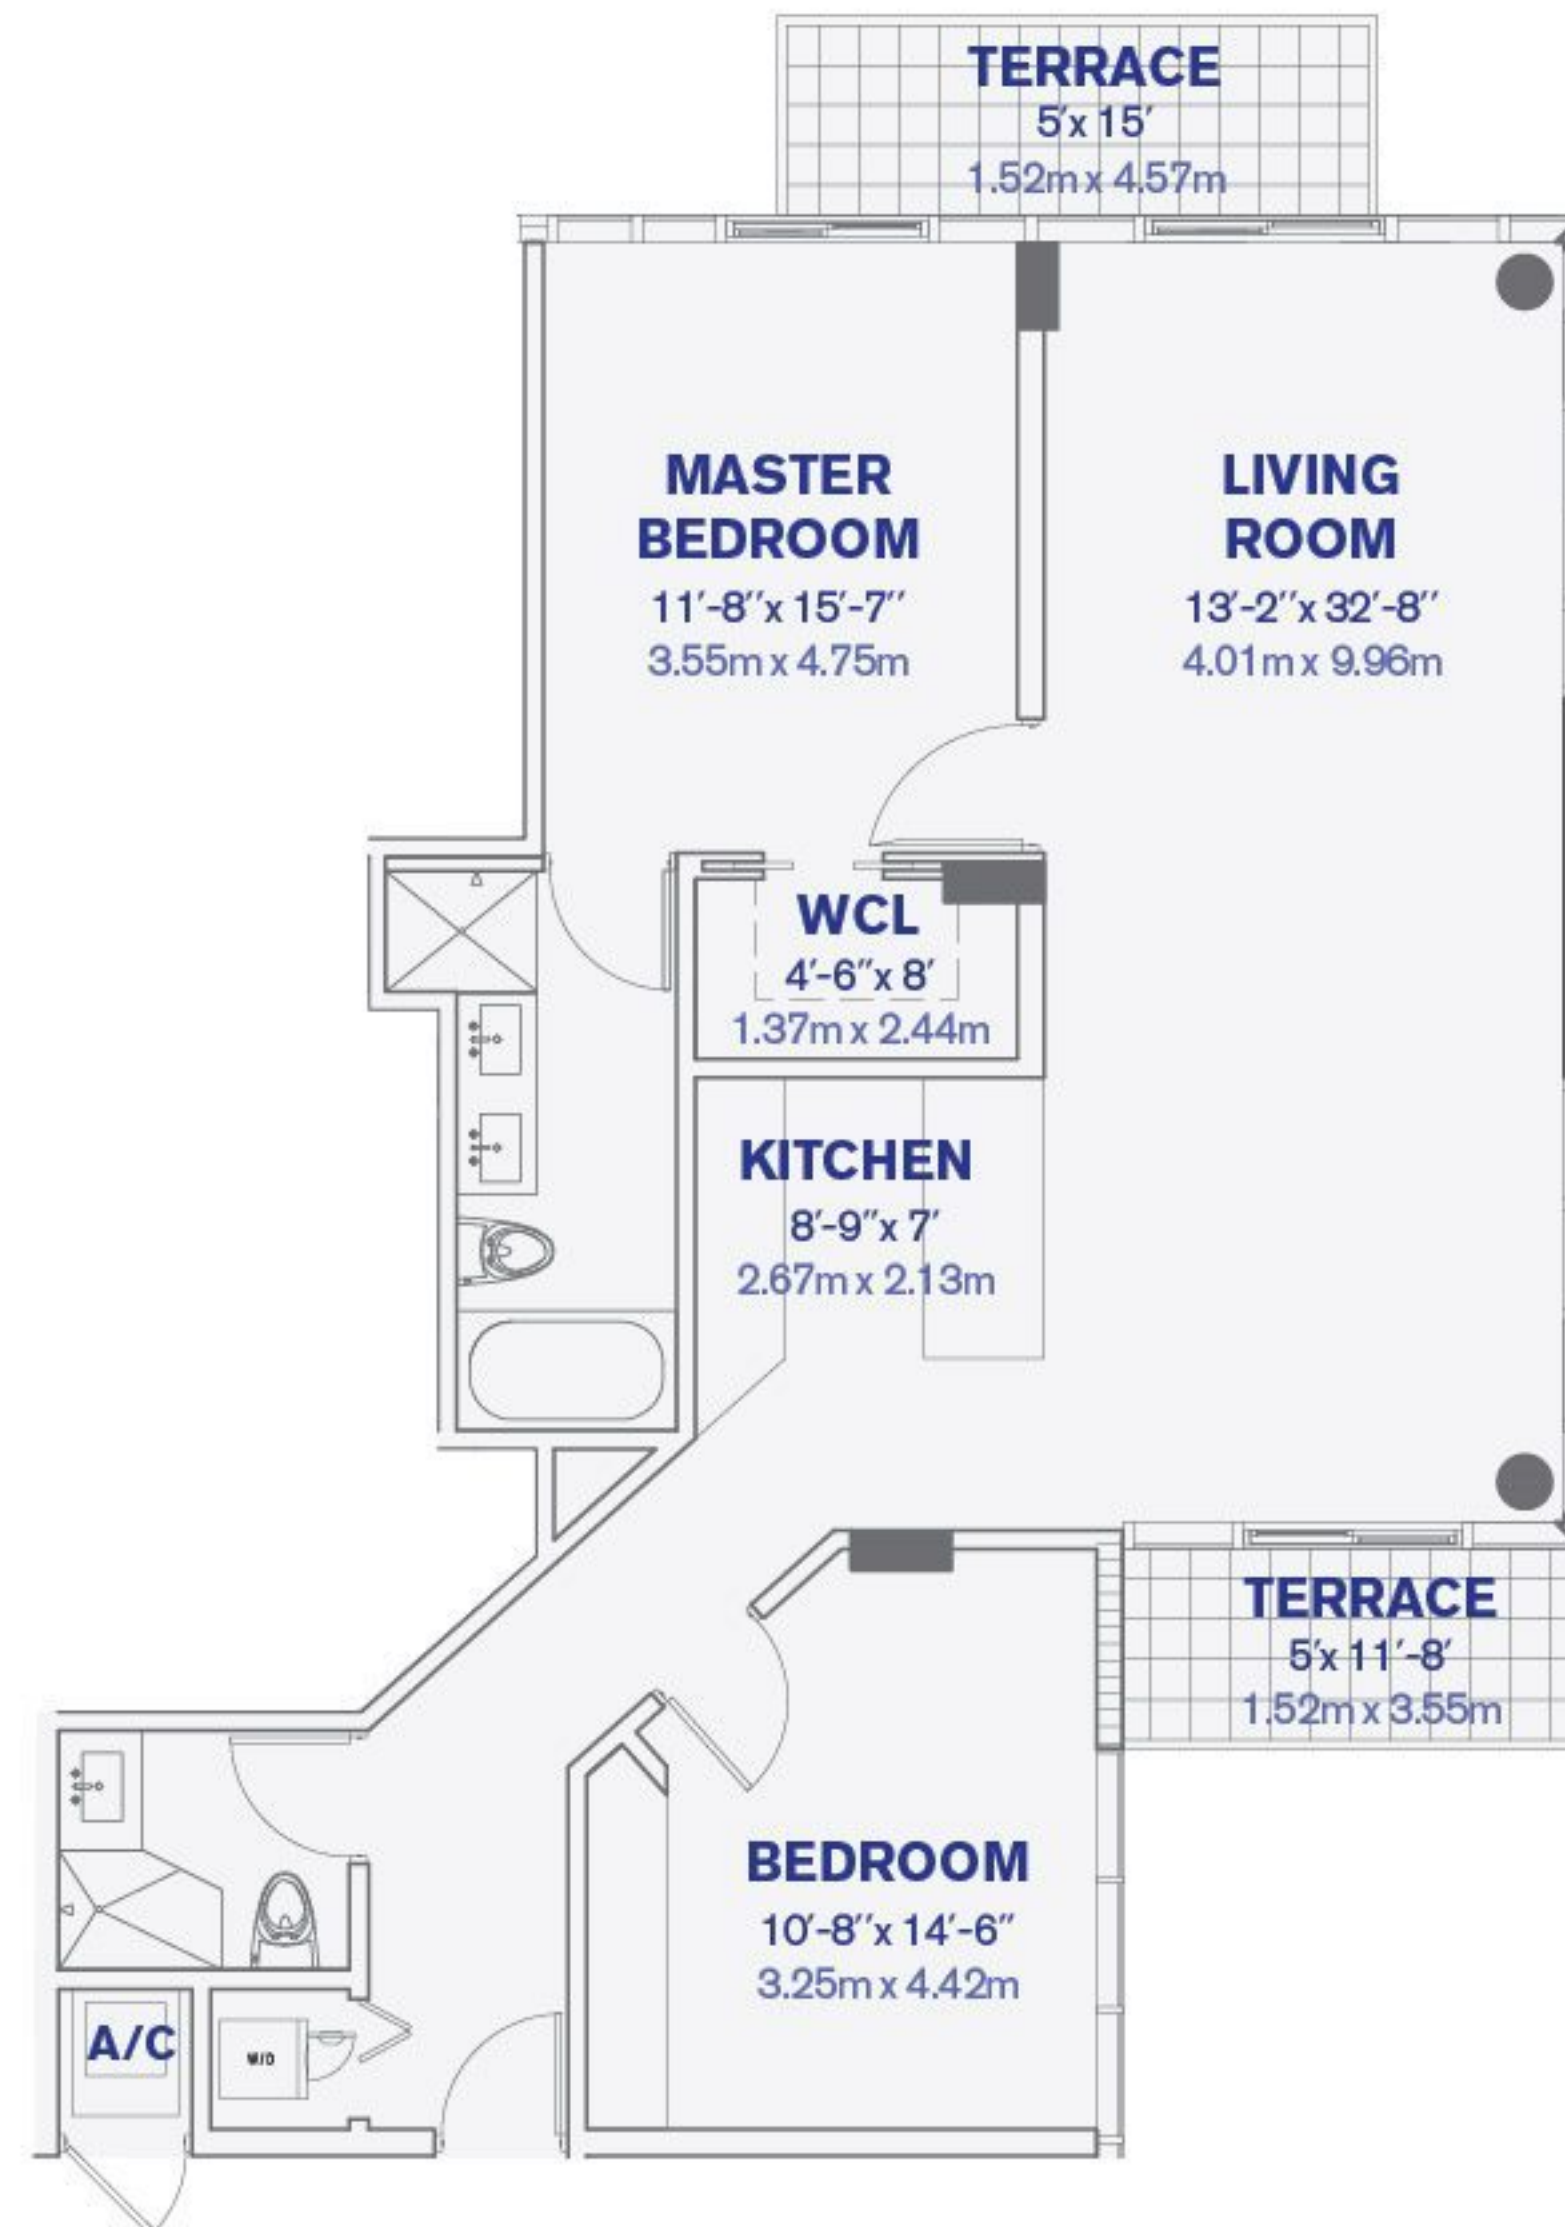 TERRACE
5′x 15′
1.52m x 4.57m
MASTER
BEDROOM
11′-8″x 15′-7″
3.55m x 4.75m
LIVING
ROOM
13′-2″x 32′-8″
4.01m x 9.96m
WCL
4′-6″x 8′
1.37m x 2.44m
KITCHEN
8′-9″x 7′
2.67m x 2.13m
TERRACE
5′x 11′-8′
1.52m x 3.55m
BEDROOM
10′-8″x 14′-6″
3.25m x 4.42m
A/C
W/D